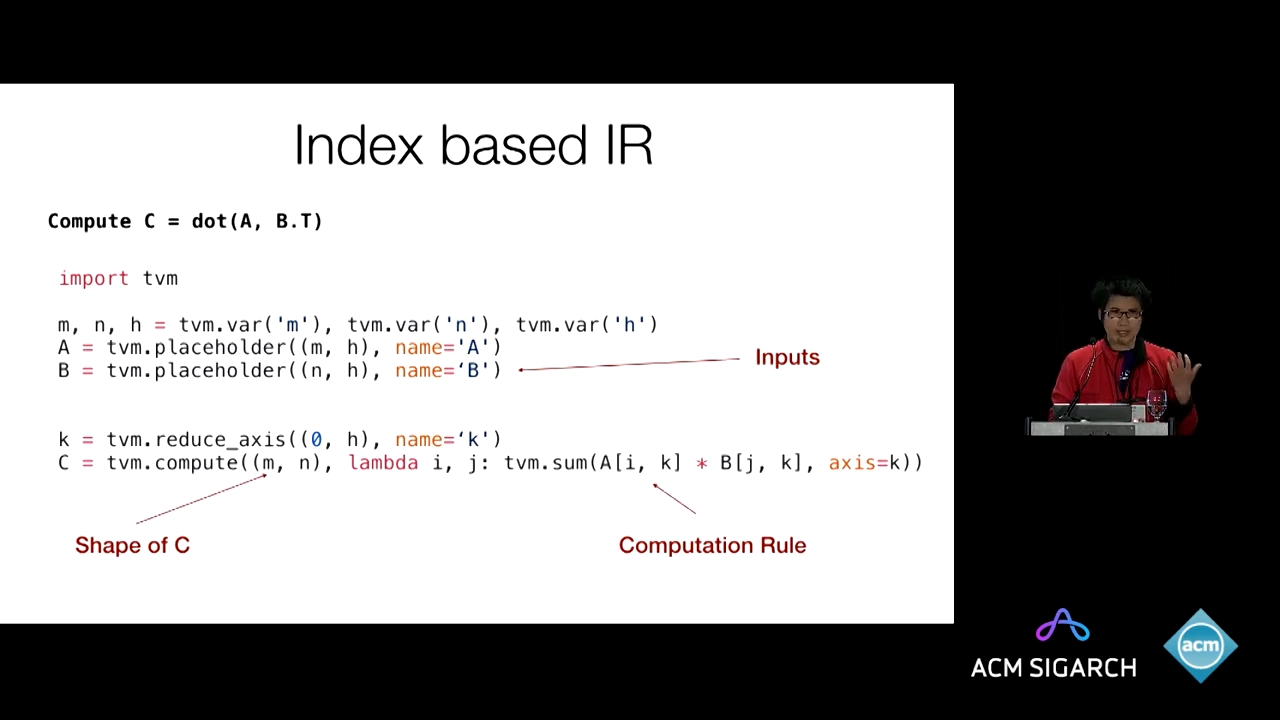 Index based IR
Compute C = dot(A, B.T)
import tvm
m, n, h = tvm.var('m'), tvm.var('n'), tvm.var('h')
A = tvm.placeholder((m, h), name='A')
B = tvm.placeholder((n, h), name=‘B')
Inputs
k = tvm.reduce_axis((0, h), name=‘k')
C = tvm.compute((m, n), lambda i, j: tvm.sum(A[i, k] * B[j, k], axis=k))
Shape of C
Computation Rule
ACM SIGARCH
acm